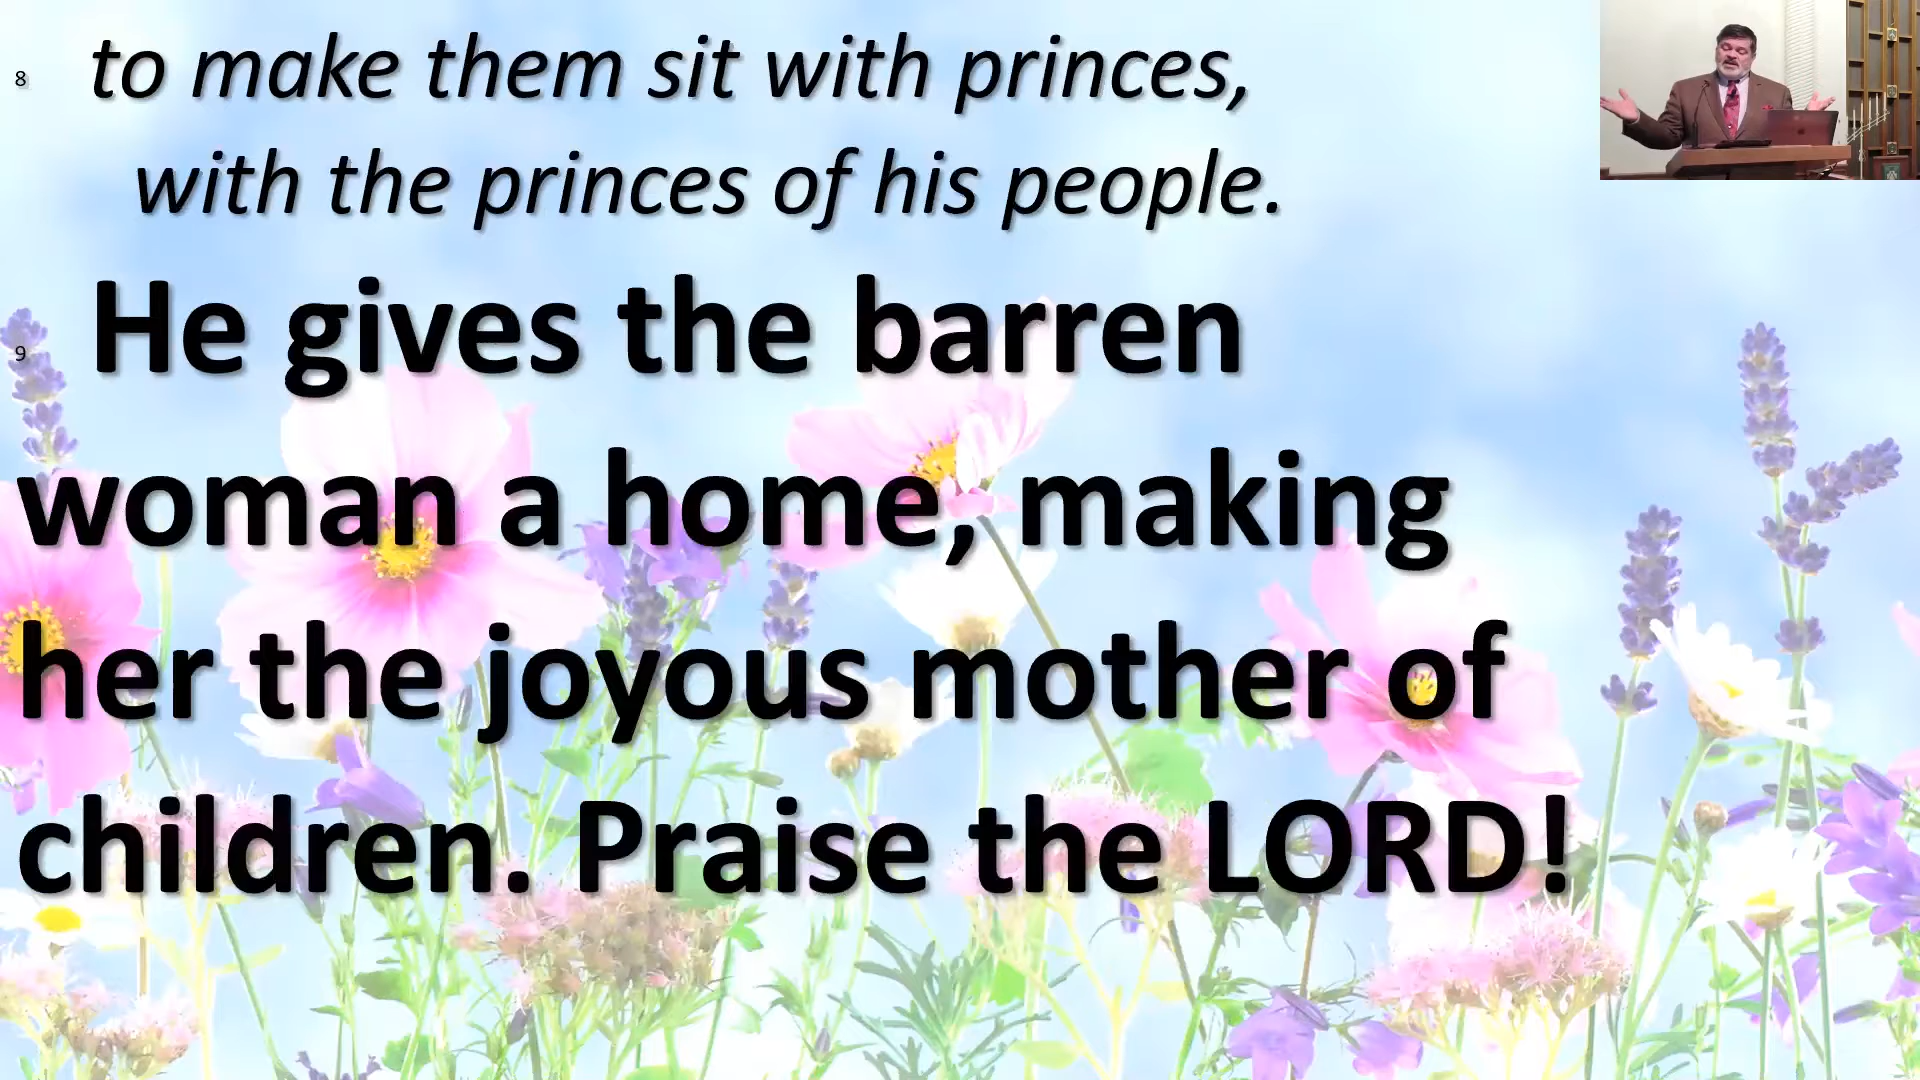 8 to make them sit with princes,
with the princes of his people.
9 He gives the barren
woman a home, making
her the joyous mother of
children. Praise the LORD!